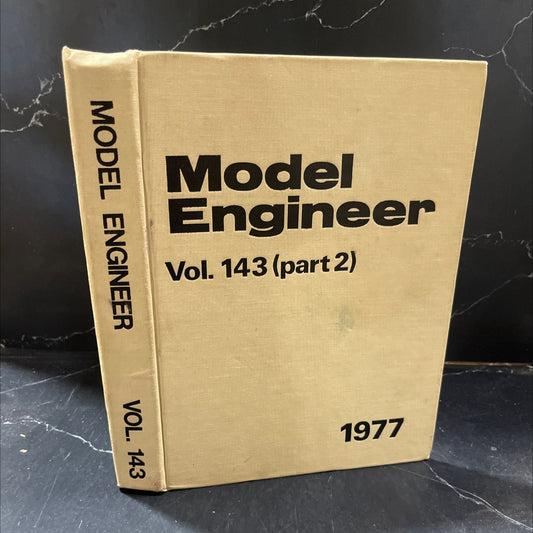 MODEL ENGINEER
VOL. 143
Model
Engineer
Vol. 143 (part 2)
1977